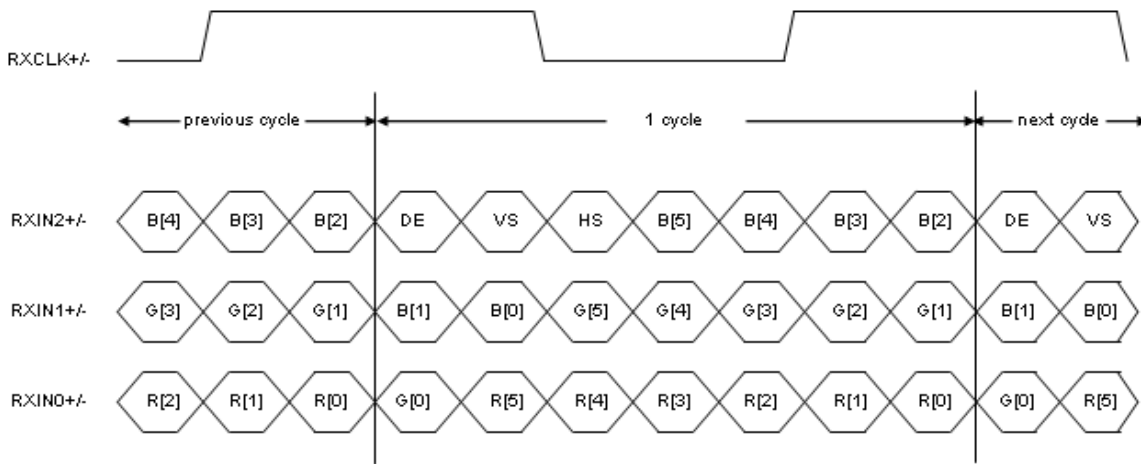 RXCLK+/-
previous cycle 1 cycle next cycle
RXIN2+/- B[4] B[3] B[2] DE VS HS B[5] B[4] B[3] B[2] DE VS
RXIN1+/- G[3] G[2] G[1] B[1] B[0] G[5] G[4] G[3] G[2] G[1] B[1] B[0]
RXIN0+/- R[2] R[1] R[0] G[0] R[5] R[4] R[3] R[2] R[1] R[0] G[0] R[5]